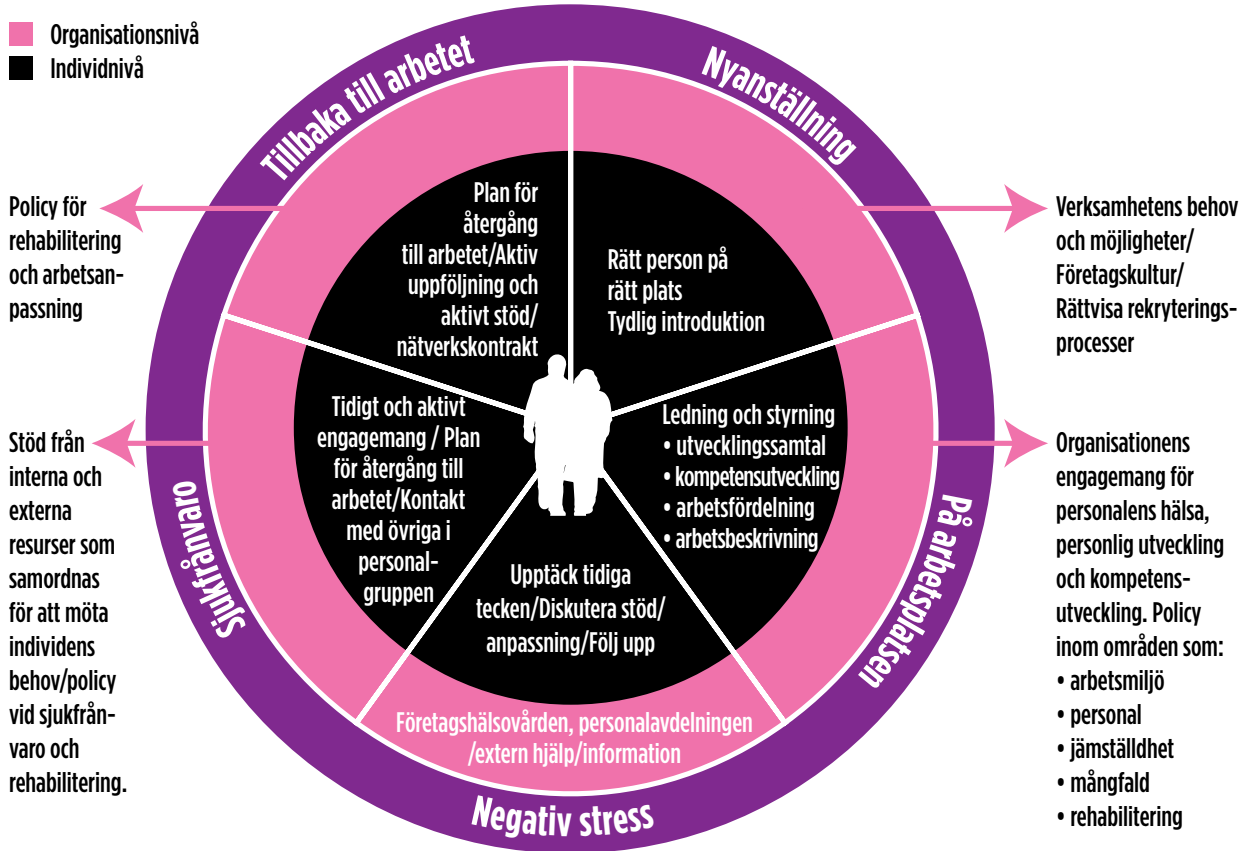 Organisationsnivå
Individnivå
Tillbaka till arbetet
Nyanställning
På arbetsplatsen
Negativ stress
Sjukfrånvaro
Policy för
rehabilitering
och arbetsan-
passning
Plan för
återgång
till arbetet/Aktiv
uppföljning och
aktivt stöd/
nätverkskontrakt
Rätt person på
rätt plats
Tydlig introduktion
Verksamhetens behov
och möjligheter/
Företagskultur/
Rättvisa rekryterings-
processer
Stöd från
interna och
externa
resurser som
samordnas
för att möta
individens
behov/policy
vid sjukfrån-
varo och
rehabilitering.
Tidigt och aktivt
engagemang / Plan
för återgång till
arbetet/Kontakt
med övriga i
personal-
gruppen
Ledning och styrning
• utvecklingssamtal
• kompetensutveckling
• arbetsfördelning
• arbetsbeskrivning
Organisationens
engagemang för
personalens hälsa,
personlig utveckling
och kompetens-
utveckling. Policy
inom områden som:
• arbetsmiljö
• personal
• jämställdhet
• mångfald
• rehabilitering
Upptäck tidiga
tecken/Diskutera stöd/
anpassning/Följ upp
Företagshälsovården, personalavdelningen
/extern hjälp/information